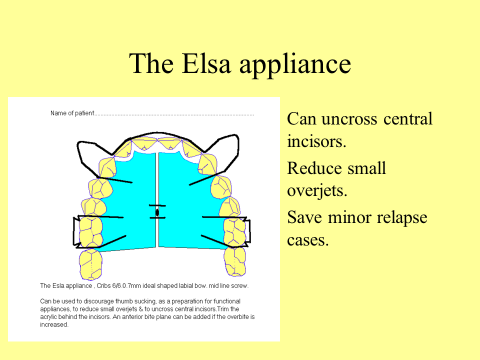 The Elsa appliance
Name of patient
Can uncross central
incisors.
Reduce small
overjets.
Save minor relapse
cases.
The Esla appliance . Cribs 6/6 0.7mm ideal shaped labial bow. mid line screw.
Can be used to discourage thumb sucking, as a preparation for functional
appliances, to reduce small overjets & to uncross central incisors.Trim the
acrylic behind the incisors. An anterior bite plane can be added if the overbite is
increased.